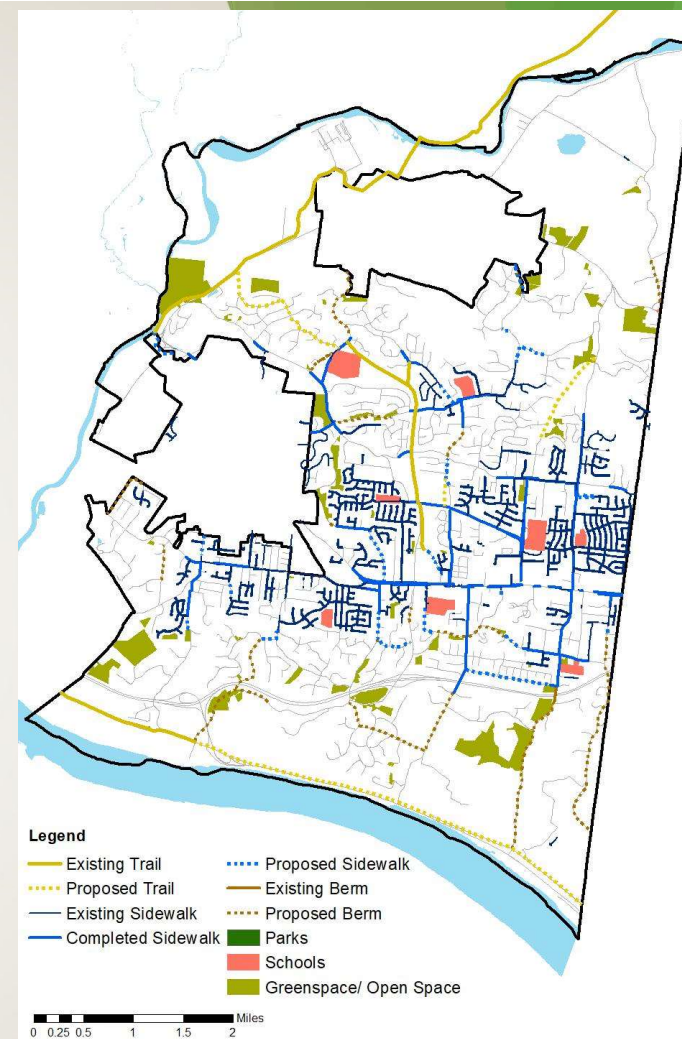 Legend
Existing Trail
Proposed Trail
Existing Sidewalk
Completed Sidewalk
Proposed Sidewalk
Existing Berm
Proposed Berm
Parks
Schools
Greenspace/ Open Space
Miles
0 0.25 0.5 1 1.5 2